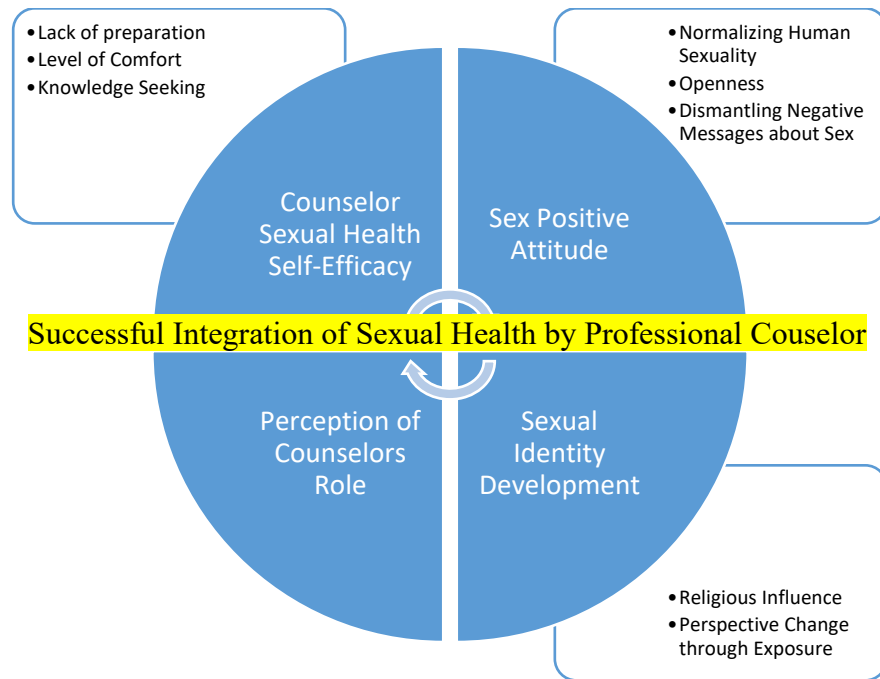 •Lack of preparation
•Level of Comfort
•Knowledge Seeking
•Normalizing Human
Sexuality
•Openness
•Dismantling Negative
Messages about Sex
Counselor
Sexual Health
Self-Efficacy
Sex Positive
Attitude
Successful Integration of Sexual Health by Professional Couselor
Perception of
Counselors
Role
Sexual
Identity
Development
•Religious Influence
•Perspective Change
through Exposure